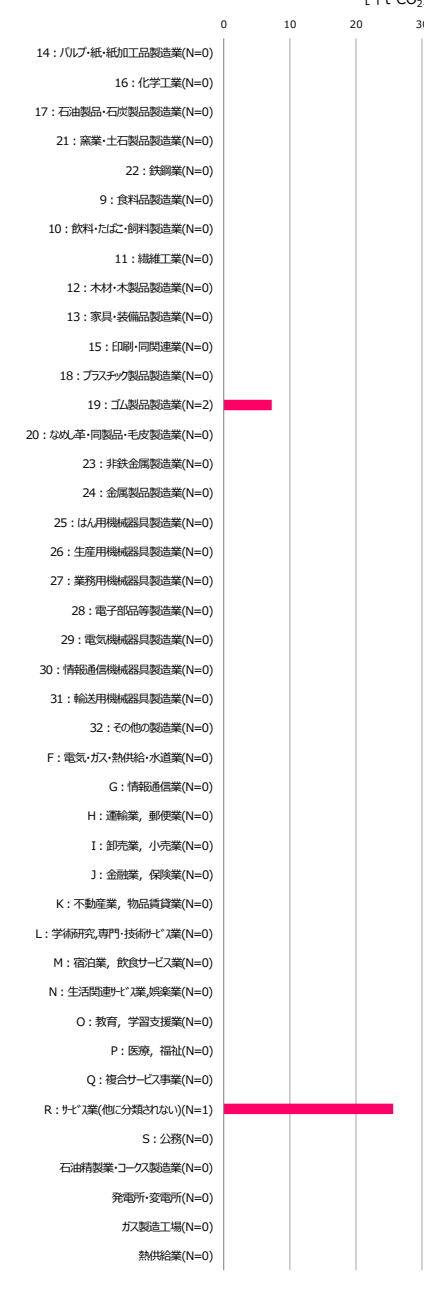 0 10 20
14：パルプ・紙・紙加工品製造業(N=0)
16：化学工業(N=0)
17：石油製品・石炭製品製造業(N=0)
21：窯業・土石製品製造業(N=0)
22：鉄鋼業(N=0)
9：食料品製造業(N=0)
10：飲料・たばこ・飼料製造業(N=0)
11：繊維工業(N=0)
12：木材・木製品製造業(N=0)
13：家具・装備品製造業(N=0)
15：印刷・同関連業(N=0)
18：プラスチック製品製造業(N=0)
19：ゴム製品製造業(N=2)
20：なめし革・同製品・毛皮製造業(N=0)
23：非鉄金属製造業(N=0)
24：金属製品製造業(N=0)
25：はん用機械器具製造業(N=0)
26：生産用機械器具製造業(N=0)
27：業務用機械器具製造業(N=0)
28：電子部品等製造業(N=0)
29：電気機械器具製造業(N=0)
30：情報通信機械器具製造業(N=0)
31：輸送用機械器具製造業(N=0)
32：その他の製造業(N=0)
F：電気・ガス・熱供給・水道業(N=0)
G：情報通信業(N=0)
H：運輸業，郵便業(N=0)
I：卸売業，小売業(N=0)
J：金融業，保険業(N=0)
K：不動産業，物品賃貸業(N=0)
L：学術研究,専門・技術ｻｰﾋﾞｽ業(N=0)
M：宿泊業，飲食サービス業(N=0)
N：生活関連ｻｰﾋﾞｽ業,娯楽業(N=0)
O：教育，学習支援業(N=0)
P：医療，福祉(N=0)
Q：複合サービス事業(N=0)
R：ｻｰﾋﾞｽ業(他に分類されない)(N=1)
S：公務(N=0)
石油精製業・コークス製造業(N=0)
発電所・変電所(N=0)
ガス製造工場(N=0)
熱供給業(N=0)